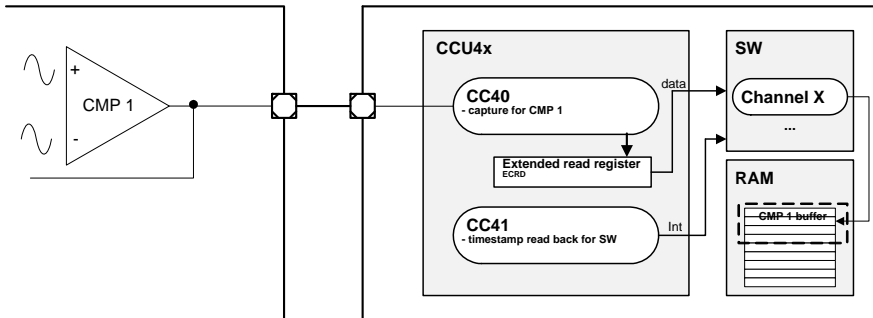 +
CMP 1
-
CCU4x
CC40
- capture for CMP 1
Extended read register
ECRD
CC41
- timestamp read back for SW
data
Int
SW
Channel X
...
RAM
CMP 1 buffer